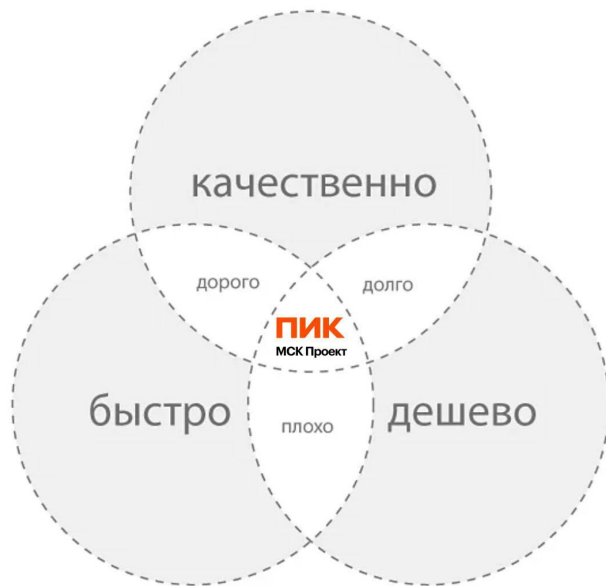 качественно
дорого
долго
ПИК
МСК Проект
быстро
дешево
плохо